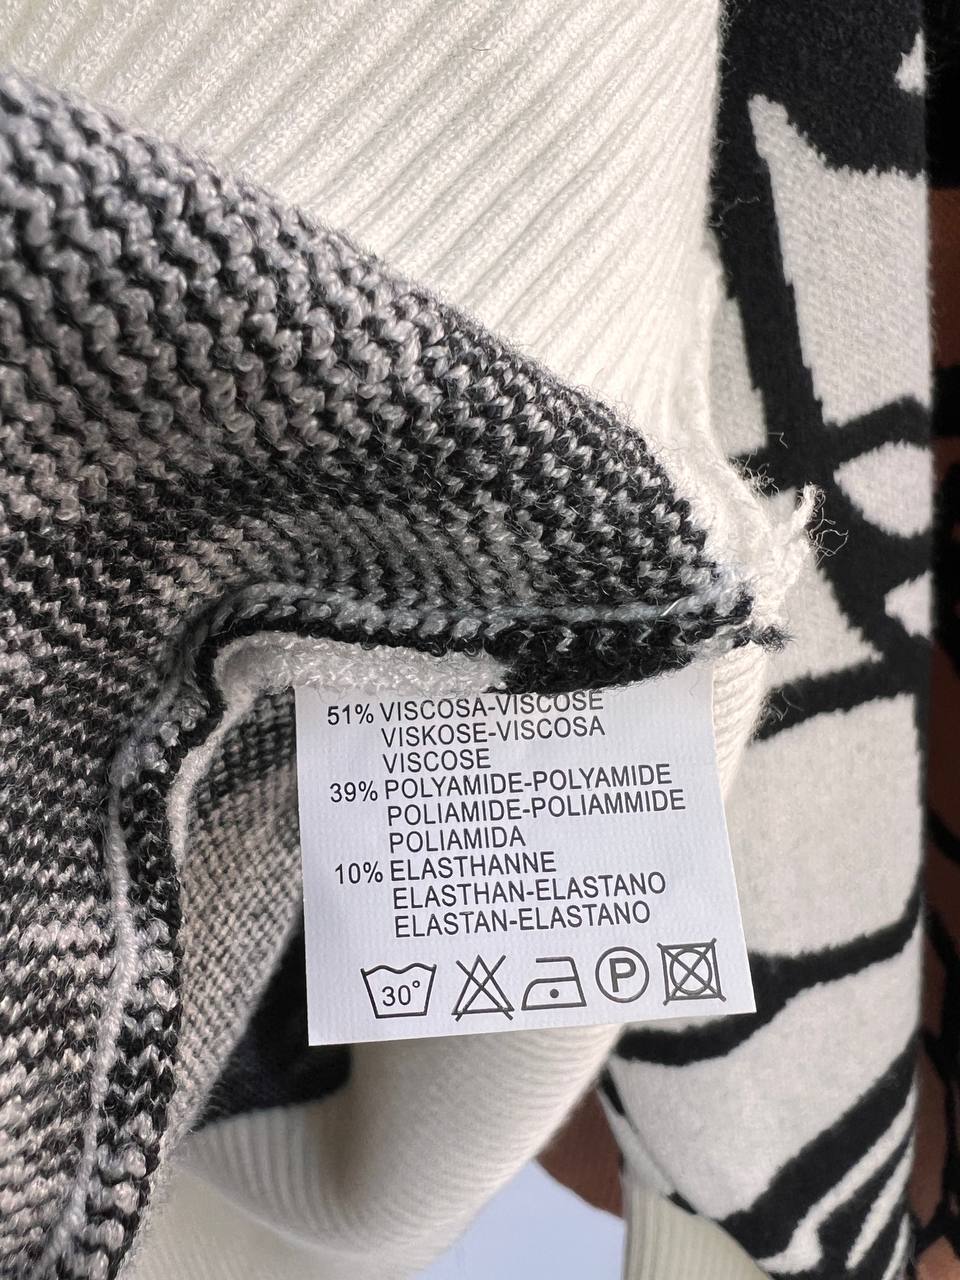 51% VISCOSA-VISCOSE
VISKOSE-VISCOSA
VISCOSE
39% POLYAMIDE-POLYAMIDE
POLIAMIDE-POLIAMMIDE
POLIAMIDA
10% ELASTHANNE
ELASTHAN-ELASTANO
ELASTAN-ELASTANO
30° P